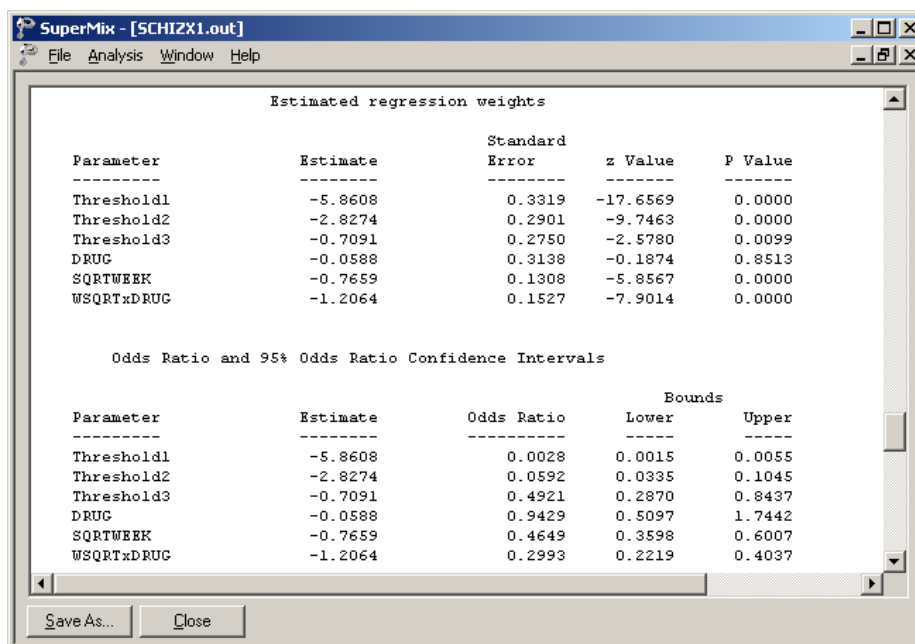 SuperMix - [SCHIZX1.out]
File Analysis Window Help
Estimated regression weights
Standard
Parameter Estimate Error z Value P Value
--------- -------- -------- ------- -------
Threshold1 -5.8608 0.3319 -17.6569 0.0000
Threshold2 -2.8274 0.2901 -9.7463 0.0000
Threshold3 -0.7091 0.2750 -2.5780 0.0099
DRUG -0.0588 0.3138 -0.1874 0.8513
SQRTWEEK -0.7659 0.1308 -5.8567 0.0000
WSQRTxDRUG -1.2064 0.1527 -7.9014 0.0000
Odds Ratio and 95% Odds Ratio Confidence Intervals
Bounds
Parameter Estimate Odds Ratio Lower Upper
--------- -------- ---------- ----- -----
Threshold1 -5.8608 0.0028 0.0015 0.0055
Threshold2 -2.8274 0.0592 0.0335 0.1045
Threshold3 -0.7091 0.4921 0.2870 0.8437
DRUG -0.0588 0.9429 0.5097 1.7442
SQRTWEEK -0.7659 0.4649 0.3598 0.6007
WSQRTxDRUG -1.2064 0.2993 0.2219 0.4037
Save As... Close